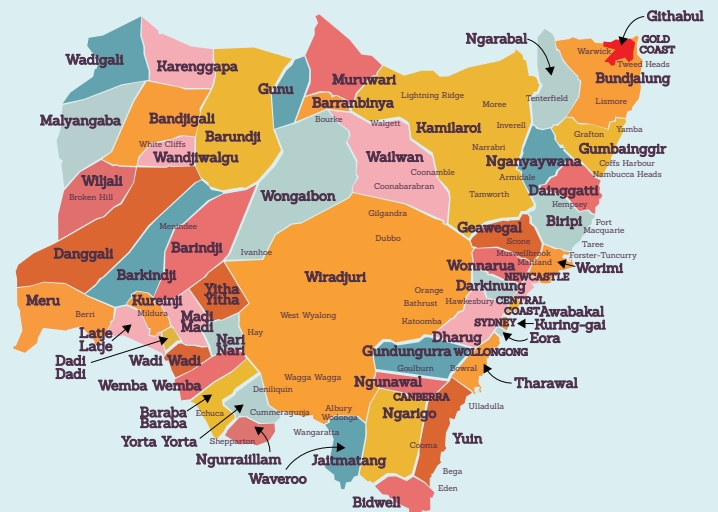 Githabul
Ngarabal
GOLD
COAST
Wadigali
Karenggapa
Warwick
Tweed Heads
Gunu
Muruwari
Bundjalung
Barranbinya
Lightning Ridge
Tenterfield
Lismore
Malyangaba
Bandjigali
Moree
Bourke
Walgett
Kamilaroi
Inverell
Yamba
Barundji
Grafton
White Cliffs
Narrabri
Gumbainggir
Wandjiwalgu
Wailwan
Nganyaywana
Coffs Harbour
Coonamble
Armidale
Nambucca Heads
Wiljali
Coonabarabran
Dainggatti
Broken Hill
Wongaibon
Tamworth
Kempsey
Gilgandra
Biripi
Port
Macquarie
Menindee
Geawegal
Dubbo
Scone
Taree
Barindji
Danggali
Ivanhoe
Muswellbrook
Forster-Tuncurry
Wonnarua
Maitland
Worimi
Barkindji
Wiradjuri
NEWCASTLE
Yitha
Yitha
Darkinung
Orange
Meru
Kureinji
Bathrust
Hawkesbury
CENTRAL
COAST
Awabakal
Berri
Mildura
Madi
Madi
West Wyalong
Katoomba
SYDNEY
Kuring-gai
Latje
Latje
Hay
Nari
Nari
Dharug
Eora
Dadi
Dadi
Wadi Wadi
Gundungurra
WOLLONGONG
Goulburn
Bowral
Wemba Wemba
Wagga Wagga
Ngunawal
Tharawal
Deniliquin
CANBERRA
Baraba
Baraba
Echuca
Cummeragunja
Albury
Wodonga
Ngarigo
Ulladulla
Yorta Yorta
Shepparton
Wangaratta
Cooma
Yuin
Ngurraiillam
Jaitmatang
Waveroo
Bega
Eden
Bidwell